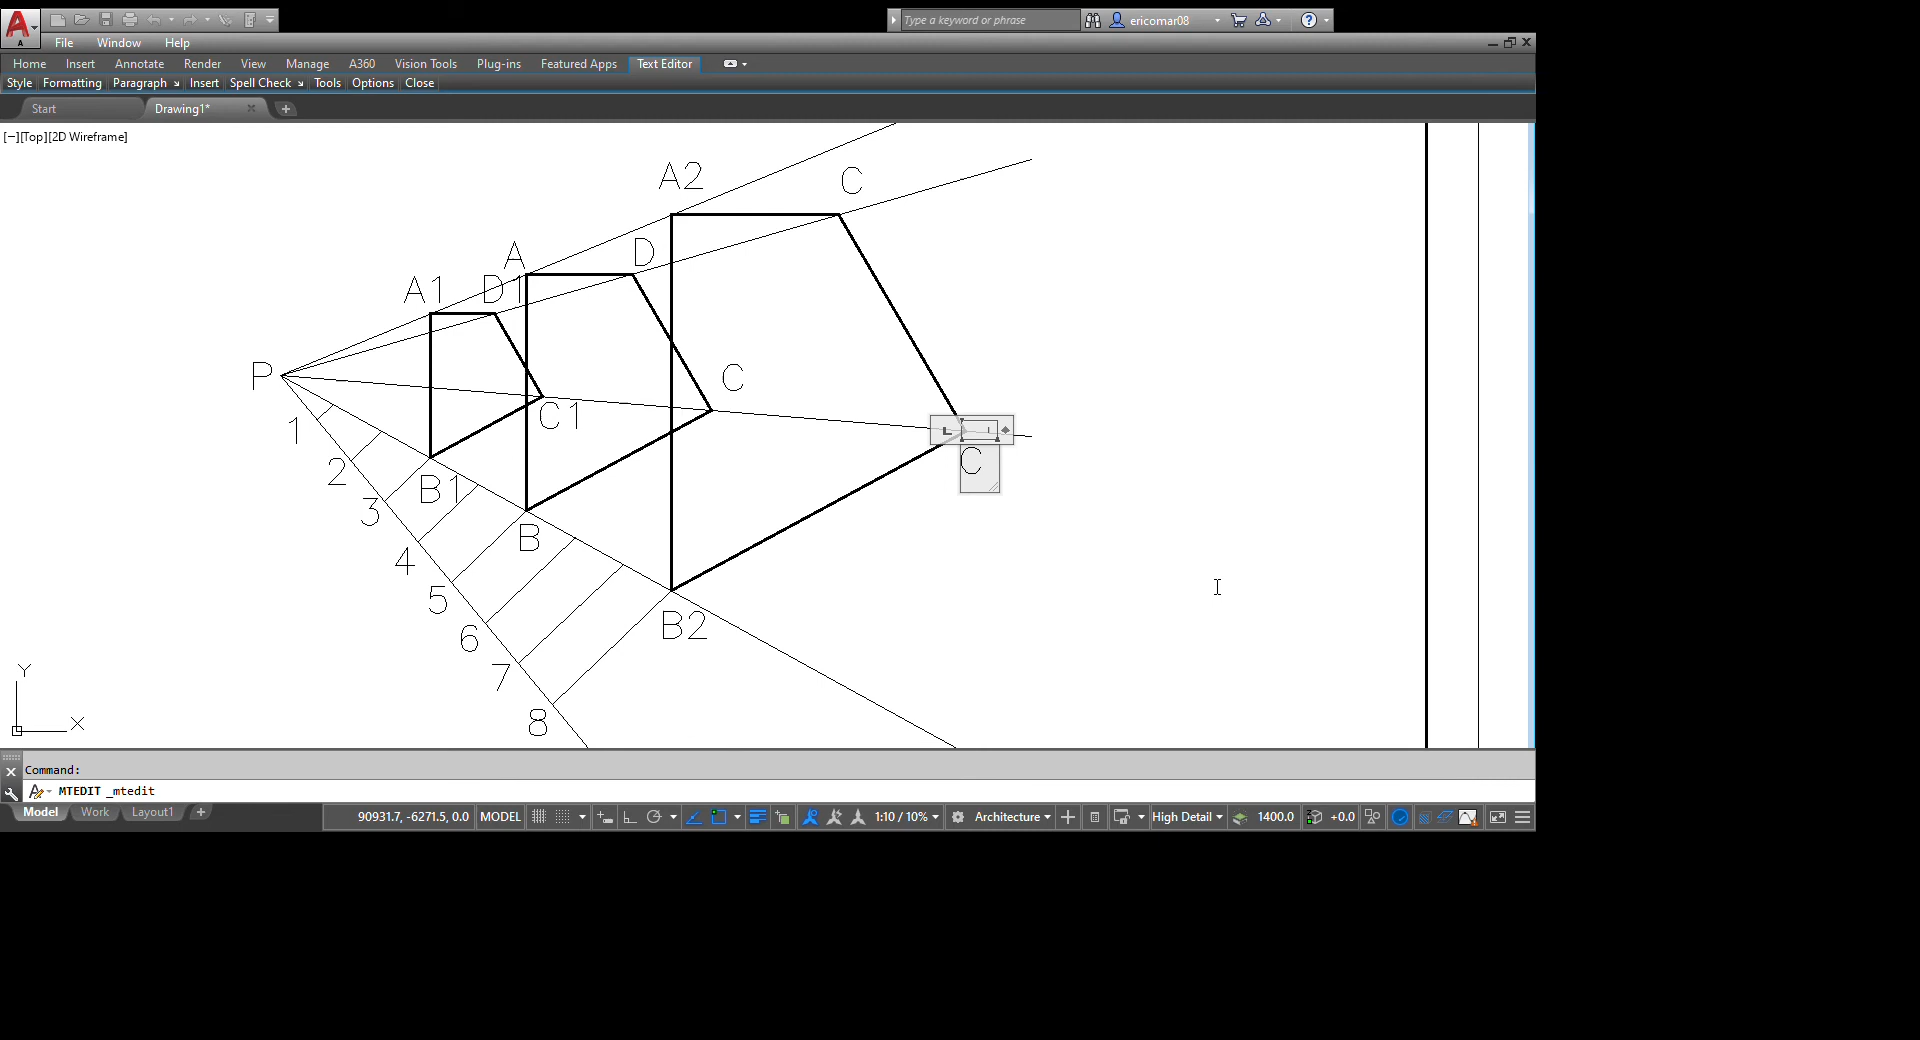 A
Type a keyword or phrase
ericomar08
?
A
File Window Help
Home Insert Annotate Render View Manage A360 Vision Tools Plug-ins Featured Apps Text Editor
Style Formatting Paragraph Insert Spell Check Tools Options Close
Start Drawing1* +
[−][Top][2D Wireframe]
A2
C
A
D
A1
D1
P
C
C1
1
2
C
B1
3
B
4
5
B2
6
7
8
Y
X
Command:
MTEDIT _mtedit
Model Work Layout1 +
90931.7, -6271.5, 0.0 MODEL 1:10 / 10% Architecture High Detail 1400.0 +0.0